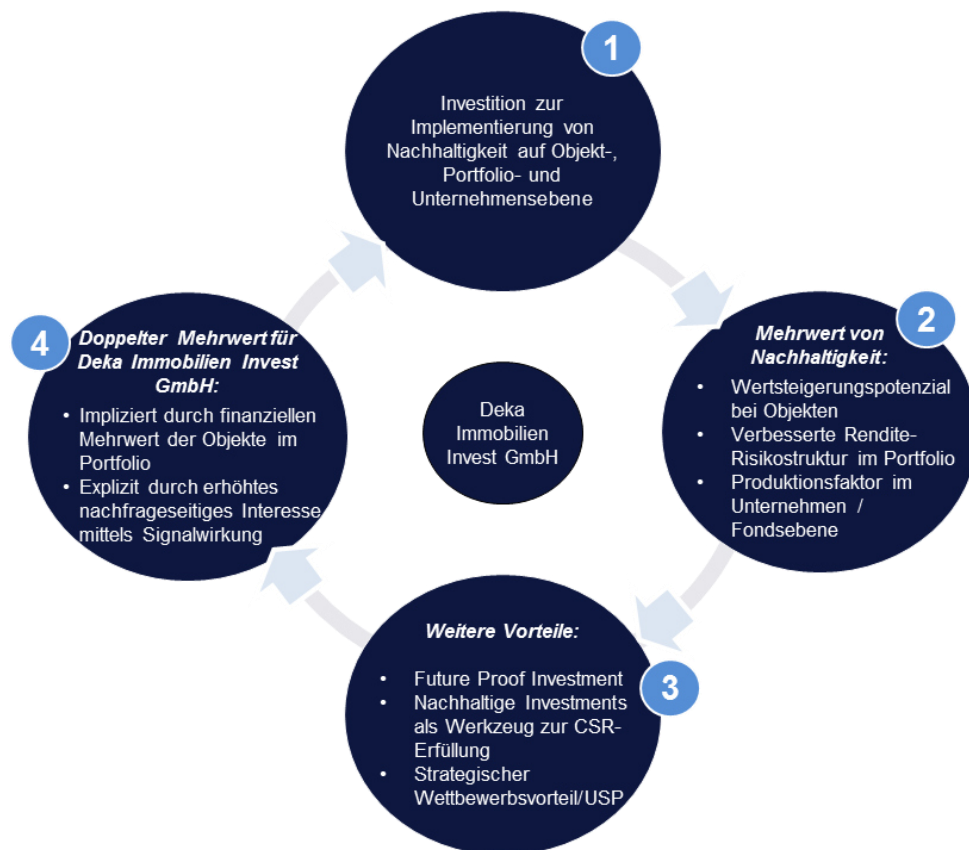 1
Investition zur
Implementierung von
Nachhaltigkeit auf Objekt-,
Portfolio- und
Unternehmensebene
2
Mehrwert von
Nachhaltigkeit:
• Wertsteigerungspotenzial
bei Objekten
• Verbesserte Rendite-
Risikostruktur im Portfolio
• Produktionsfaktor im
Unternehmen /
Fondsebene
3
Weitere Vorteile:
• Future Proof Investment
• Nachhaltige Investments
als Werkzeug zur CSR-
Erfüllung
• Strategischer
Wettbewerbsvorteil/USP
4
Doppelter Mehrwert für
Deka Immobilien Invest
GmbH:
• Impliziert durch finanziellen
Mehrwert der Objekte im
Portfolio
• Explizit durch erhöhtes
nachfrageseitiges Interesse
mittels Signalwirkung
Deka
Immobilien
Invest GmbH